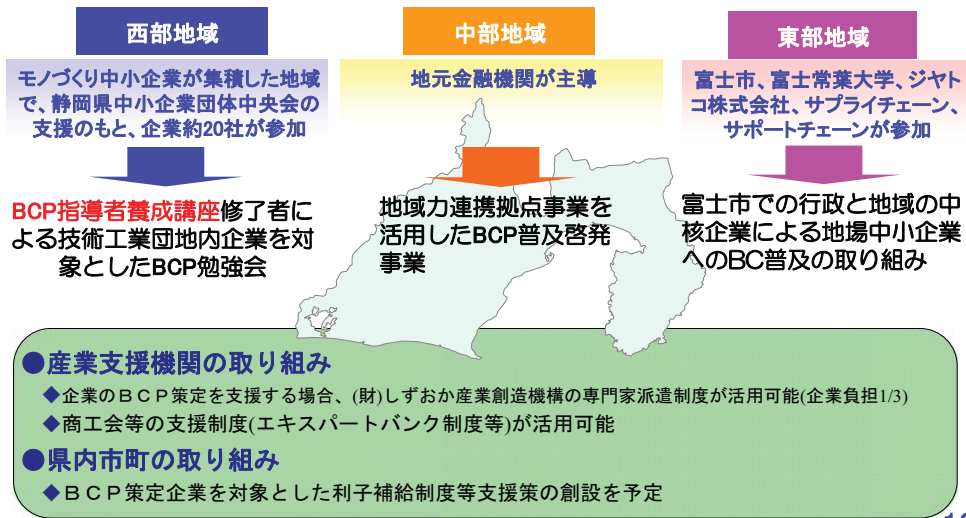 西部地域
モノづくり中小企業が集積した地域
で、静岡県中小企業団体中央会の
支援のもと、企業約20社が参加
BCP指導者養成講座修了者に
よる技術工業団地内企業を対
象としたBCP勉強会
中部地域
地元金融機関が主導
地域力連携拠点事業を
活用したBCP普及啓発
事業
東部地域
富士市、富士常葉大学、ジヤト
コ株式会社、サプライチェーン、
サポートチェーンが参加
富士市での行政と地域の中
核企業による地場中小企業
へのBC普及の取り組み
●産業支援機関の取り組み
◆企業のＢＣＰ策定を支援する場合、(財)しずおか産業創造機構の専門家派遣制度が活用可能(企業負担1/3)
◆商工会等の支援制度(エキスパートバンク制度等)が活用可能
●県内市町の取り組み
◆ＢＣＰ策定企業を対象とした利子補給制度等支援策の創設を予定